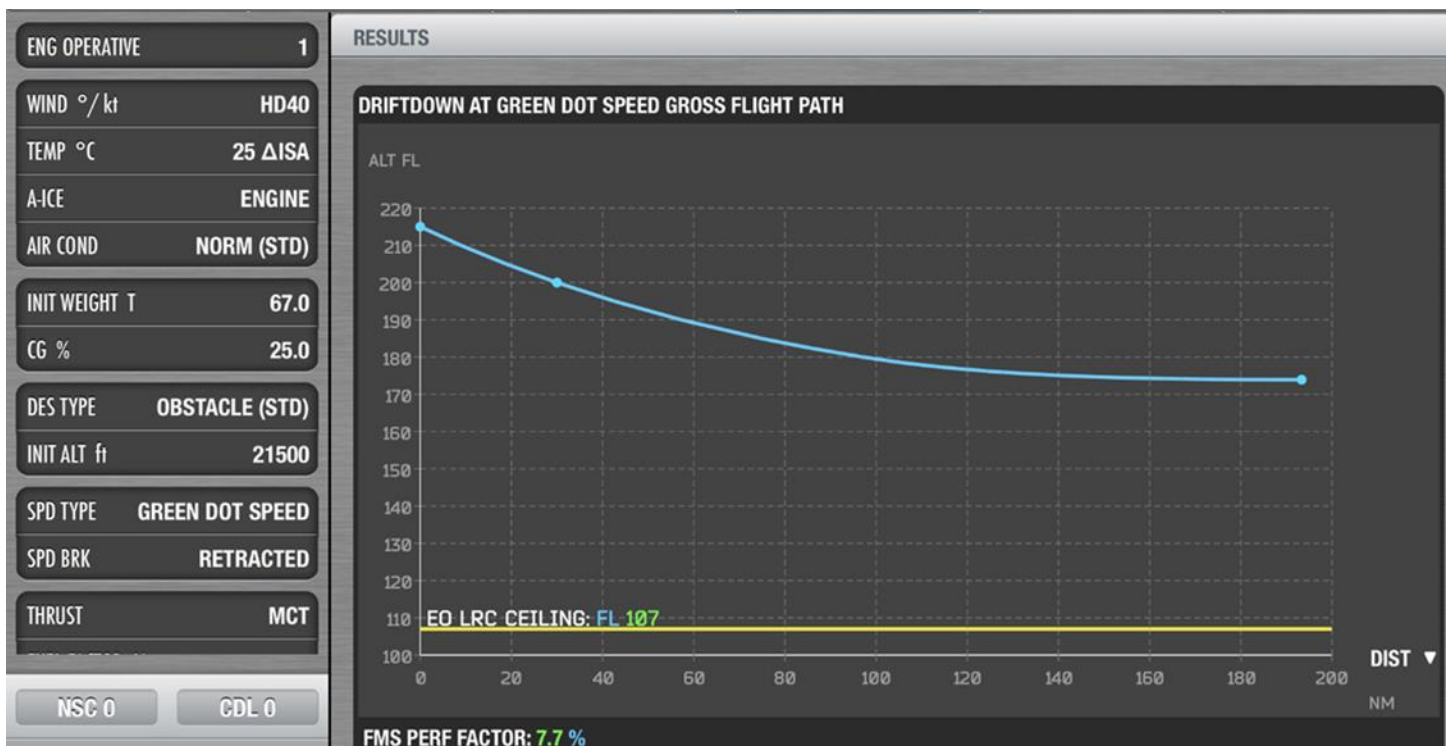 ENG OPERATIVE 1
WIND °/kt HD40
TEMP °C 25 ΔISA
A-ICE ENGINE
AIR COND NORM (STD)
INIT WEIGHT T 67.0
CG % 25.0
DES TYPE OBSTACLE (STD)
INIT ALT ft 21500
SPD TYPE GREEN DOT SPEED
SPD BRK RETRACTED
THRUST MCT
NSC 0 CDL 0
RESULTS
DRIFTDOWN AT GREEN DOT SPEED GROSS FLIGHT PATH
ALT FL
220
210
200
190
180
170
160
150
140
130
120
110 EO LRC CEILING: FL 107
100
0 20 40 60 80 100 120 140 160 180 200
DIST ▼
NM
FMS PERF FACTOR: 7.7 %